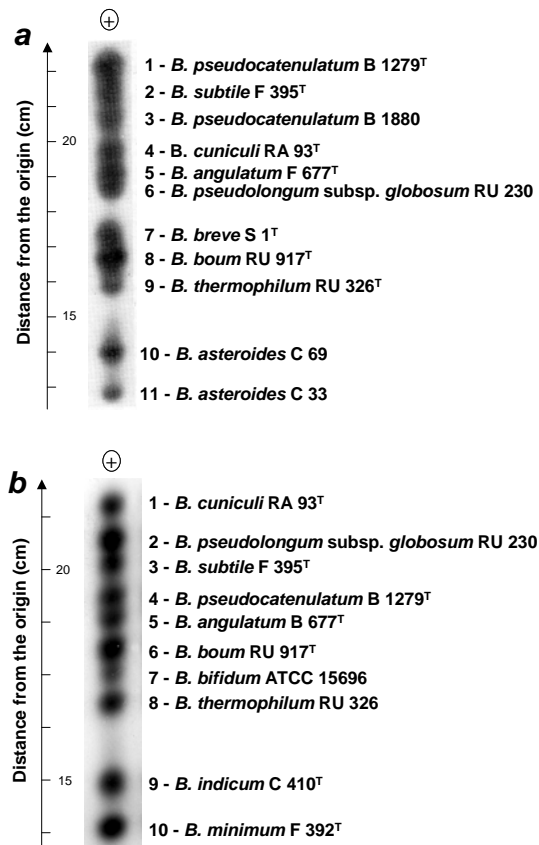 +
a
Distance from the origin (cm)
20
15
1 - B. pseudocatenulatum B 1279ᵀ
2 - B. subtile F 395ᵀ
3 - B. pseudocatenulatum B 1880
4 - B. cuniculi RA 93ᵀ
5 - B. angulatum F 677ᵀ
6 - B. pseudolongum subsp. globosum RU 230
7 - B. breve S 1ᵀ
8 - B. boum RU 917ᵀ
9 - B. thermophilum RU 326ᵀ
10 - B. asteroides C 69
11 - B. asteroides C 33
+
b
Distance from the origin (cm)
20
15
1 - B. cuniculi RA 93ᵀ
2 - B. pseudolongum subsp. globosum RU 230
3 - B. subtile F 395ᵀ
4 - B. pseudocatenulatum B 1279ᵀ
5 - B. angulatum B 677ᵀ
6 - B. boum RU 917ᵀ
7 - B. bifidum ATCC 15696
8 - B. thermophilum RU 326
9 - B. indicum C 410ᵀ
10 - B. minimum F 392ᵀ